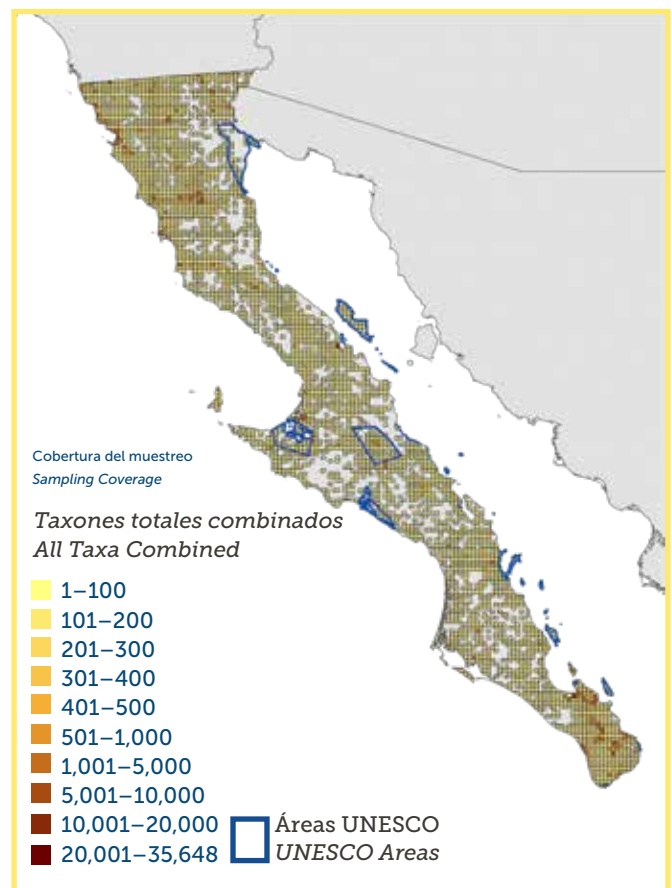 Cobertura del muestreo
Sampling Coverage
Taxones totales combinados
All Taxa Combined
1–100
101–200
201–300
301–400
401–500
501–1,000
1,001–5,000
5,001–10,000
10,001–20,000
20,001–35,648
Áreas UNESCO
UNESCO Areas